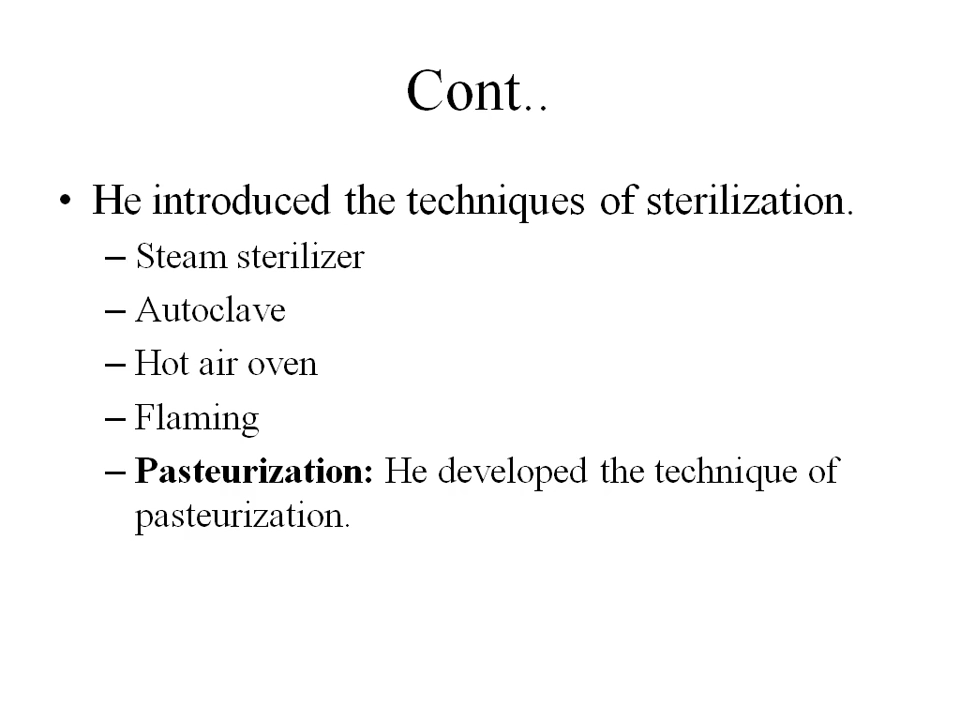 Cont..
• He introduced the techniques of sterilization.
– Steam sterilizer
– Autoclave
– Hot air oven
– Flaming
– Pasteurization: He developed the technique of
pasteurization.